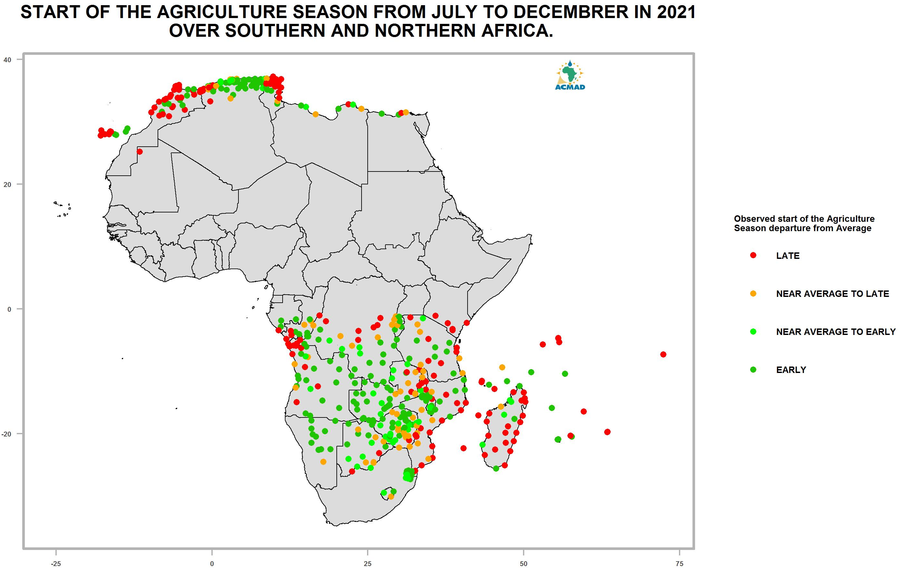 START OF THE AGRICULTURE SEASON FROM JULY TO DECEMBRER IN 2021
OVER SOUTHERN AND NORTHERN AFRICA.
40
ACMAD
20
Observed start of the Agriculture
Season departure from Average
LATE
NEAR AVERAGE TO LATE
0
NEAR AVERAGE TO EARLY
EARLY
-20
-25
0
25
50
75